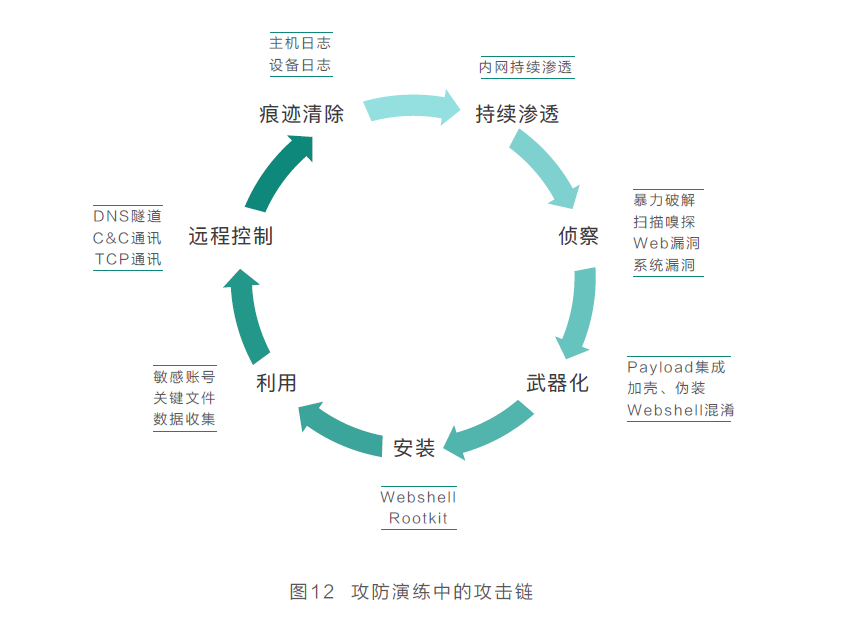 主机日志
设备日志
痕迹清除
内网持续渗透
持续渗透
暴力破解
扫描嗅探
Web漏洞
系统漏洞
侦察
Payload集成
加壳、伪装
Webshell混淆
武器化
安装
Webshell
Rootkit
利用
敏感账号
关键文件
数据收集
远程控制
DNS隧道
C&C通讯
TCP通讯
图12 攻防演练中的攻击链